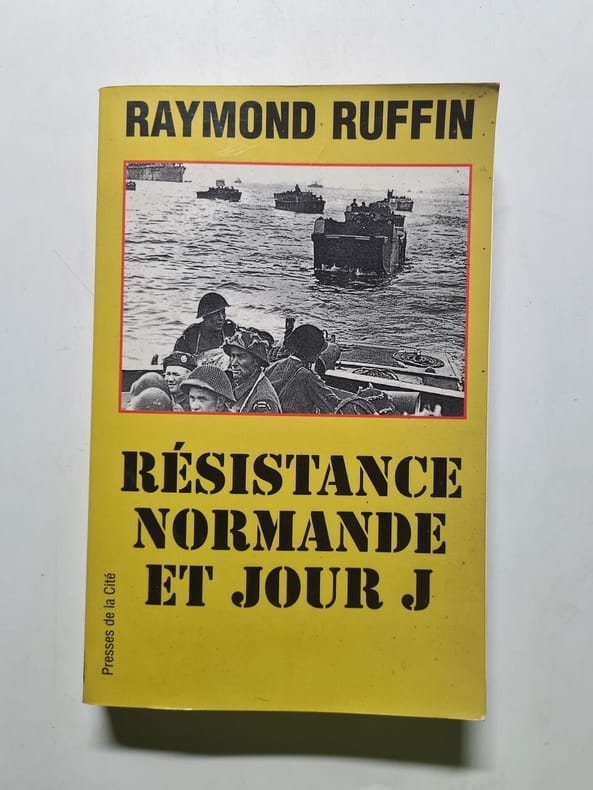 RAYMOND RUFFIN
RÉSISTANCE
NORMANDE
ET JOUR J
Presses de la Cité